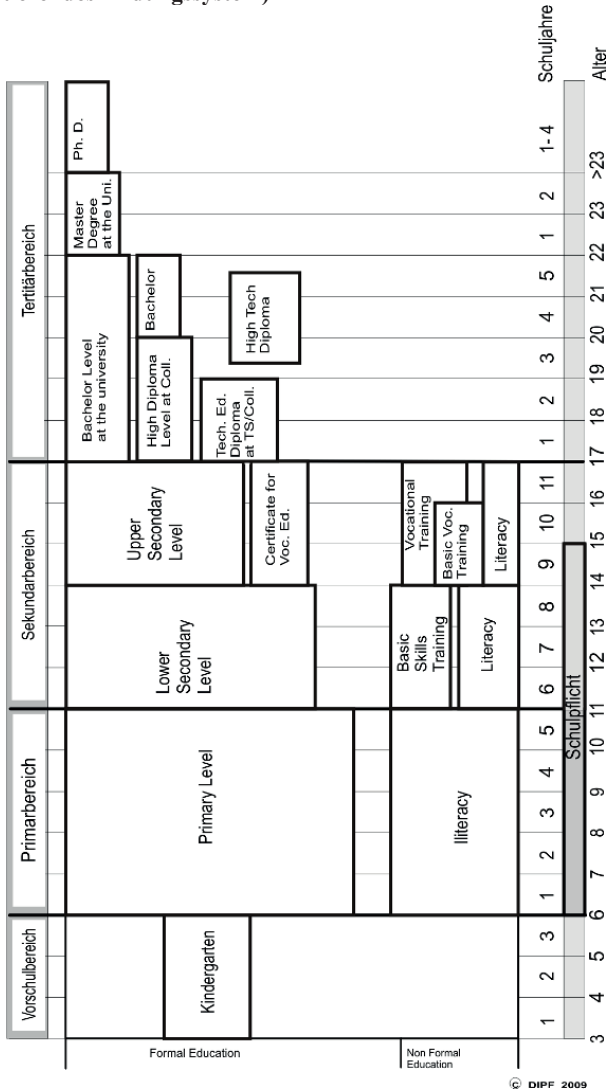 Vorschulbereich
Primarbereich
Sekundarbereich
Tertitärbereich
Formal Education
Non Formal
Education
Kindergarten
Primary Level
Illiteracy
Lower
Secondary
Level
Basic
Skills
Training
Literacy
Upper
Secondary
Level
Certificate for
Voc. Ed.
Vocational
Training
Basic Voc.
Training
Literacy
Bachelor Level
at the university
High Diploma
Level at Coll.
Tech. Ed.
Diploma
at TS/Coll.
Bachelor
High Tech
Diploma
Master
Degree
at the Uni.
Ph. D.
1 2 3 1 2 3 4 5 6 7 8 9 10 11 1 2 3 4 5 1 2 1- 4 Schuljahre
Schulpflicht
3 4 5 6 7 8 9 10 11 12 13 14 15 16 17 18 19 20 21 22 23 >23 Alter
© DIPF 2009